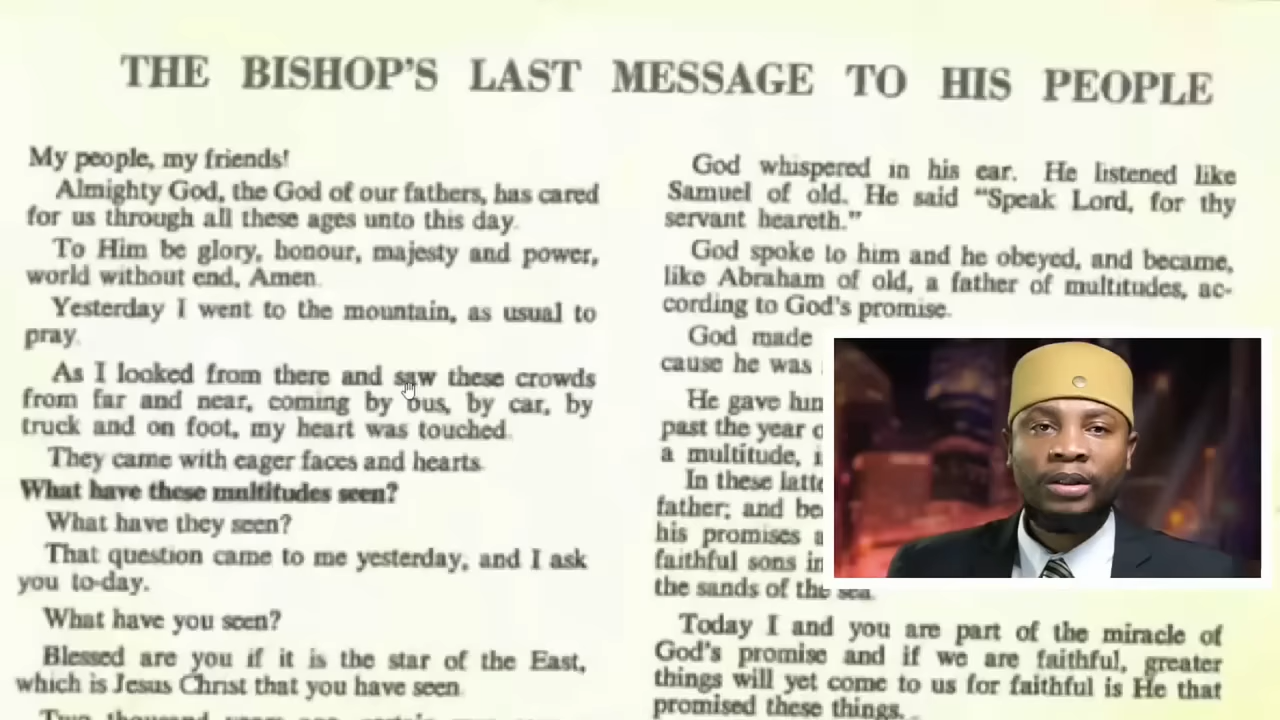 THE BISHOP'S LAST MESSAGE TO HIS PEOPLE
My people, my friends!
Almighty God, the God of our fathers, has cared
for us through all these ages unto this day.
To Him be glory, honour, majesty and power,
world without end, Amen.
Yesterday I went to the mountain, as usual to
pray.
As I looked from there and saw these crowds
from far and near, coming by bus, by car, by
truck and on foot, my heart was touched.
They came with eager faces and hearts.
What have these multitudes seen?
What have they seen?
That question came to me yesterday, and I ask
you to-day.
What have you seen?
Blessed are you if it is the star of the East,
which is Jesus Christ that you have seen.
Two thousand years ago, certain
God whispered in his ear. He listened like
Samuel of old. He said "Speak Lord, for thy
servant heareth."
God spoke to him and he obeyed, and became,
like Abraham of old, a father of multitudes, ac-
cording to God's promise.
God made
cause he was
He gave him
past the year
a multitude,
In these
father; and
his promises
faithful sons in
the sands of the sea.
Today I and you are part of the miracle of
God's promise and if we are faithful, greater
things will yet come to us for faithful is He that
promised these things.